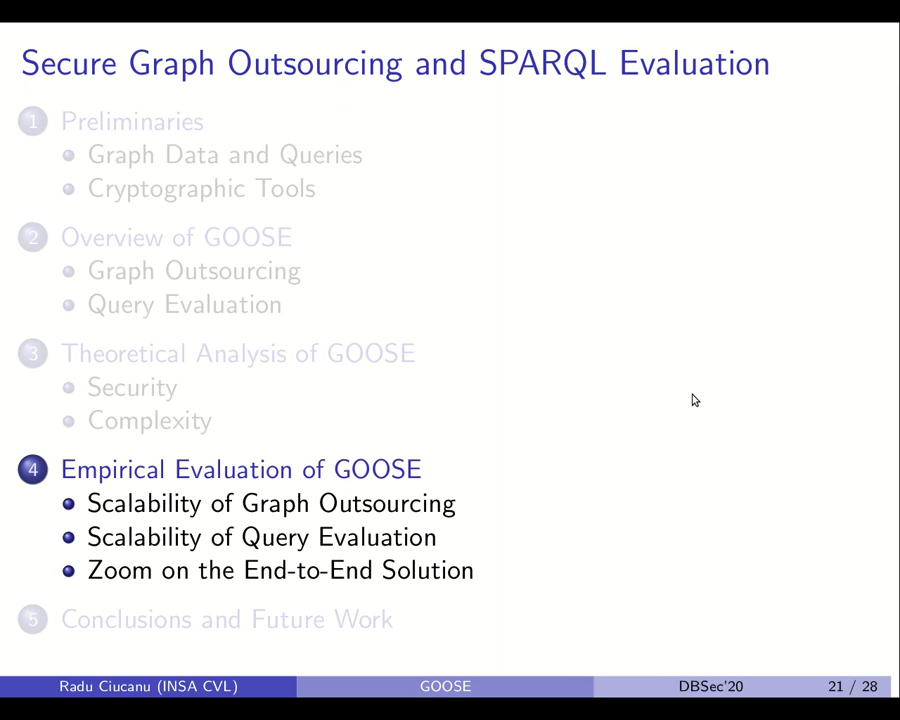 Secure Graph Outsourcing and SPARQL Evaluation
1 Preliminaries
Graph Data and Queries
Cryptographic Tools
2 Overview of GOOSE
Graph Outsourcing
Query Evaluation
3 Theoretical Analysis of GOOSE
Security
Complexity
4 Empirical Evaluation of GOOSE
Scalability of Graph Outsourcing
Scalability of Query Evaluation
Zoom on the End-to-End Solution
5 Conclusions and Future Work
Radu Ciucanu (INSA CVL) GOOSE DBSec'20 21 / 28